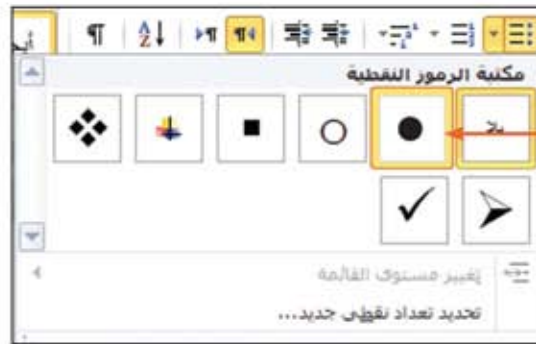 مكتبة الرموز النقطية
بلا
تغيير مستوى القائمة
تحديد تعداد نقطي جديد...